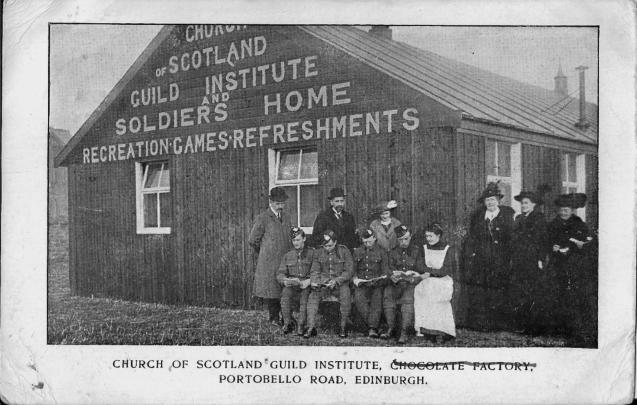 CHURCH
OF SCOTLAND
GUILD INSTITUTE
AND
SOLDIERS HOME
RECREATION·GAMES·REFRESHMENTS
CHURCH OF SCOTLAND GUILD INSTITUTE, CHOCOLATE FACTORY,
PORTOBELLO ROAD, EDINBURGH.